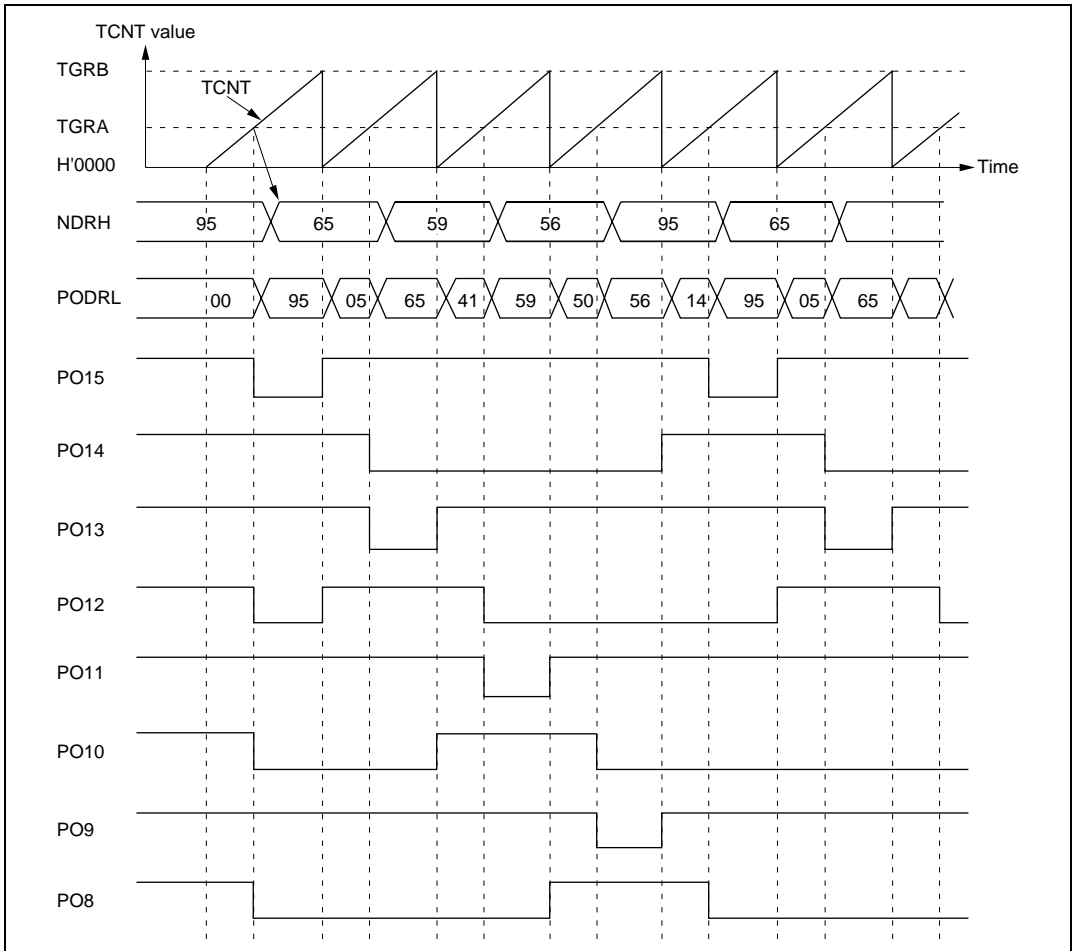 TCNT value
TGRB
TCNT
TGRA
H'0000
Time
NDRH 95 65 59 56 95 65
PODRL 00 95 05 65 41 59 50 56 14 95 05 65
PO15
PO14
PO13
PO12
PO11
PO10
PO9
PO8